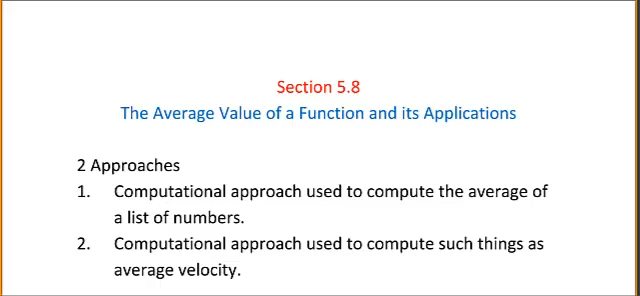 Section 5.8
The Average Value of a Function and its Applications
2 Approaches
1. Computational approach used to compute the average of
a list of numbers.
2. Computational approach used to compute such things as
average velocity.